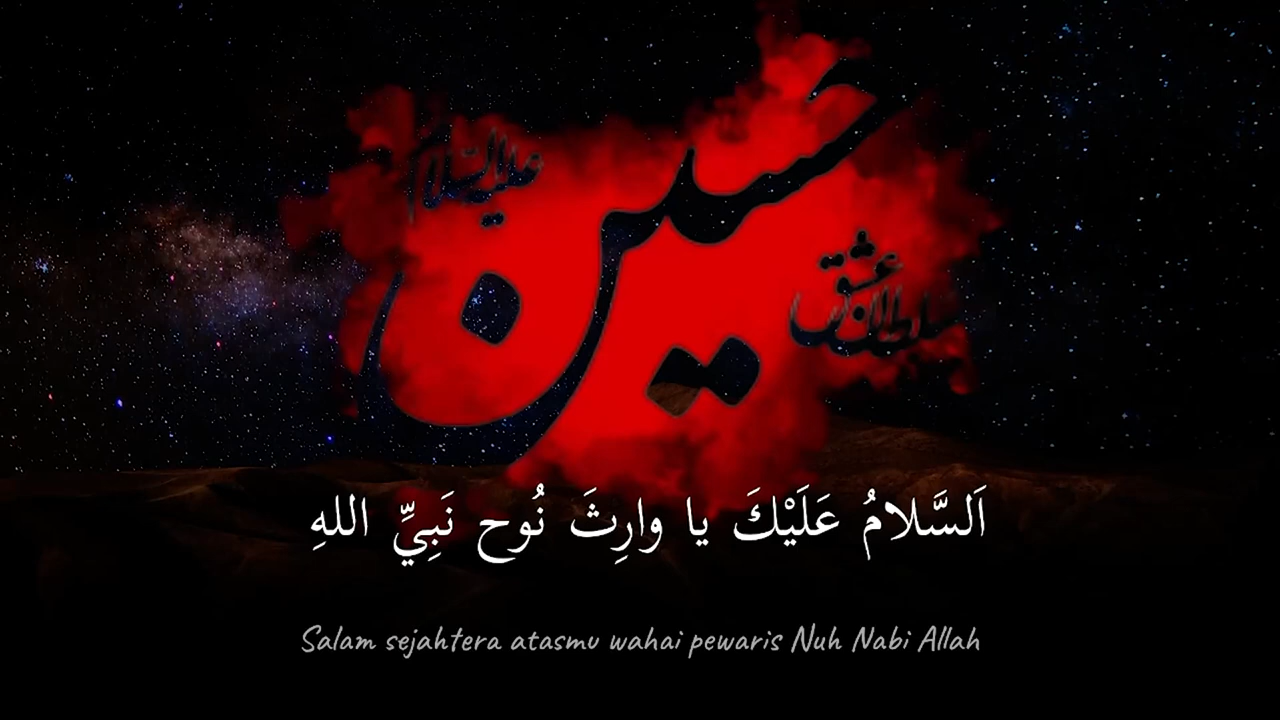 حسین
علیه السلام
سلطان عشق
اَلسَّلامُ عَلَيْكَ يا وارِثَ نُوح نَبِيِّ اللهِ
Salam sejahtera atasmu wahai pewaris Nuh Nabi Allah